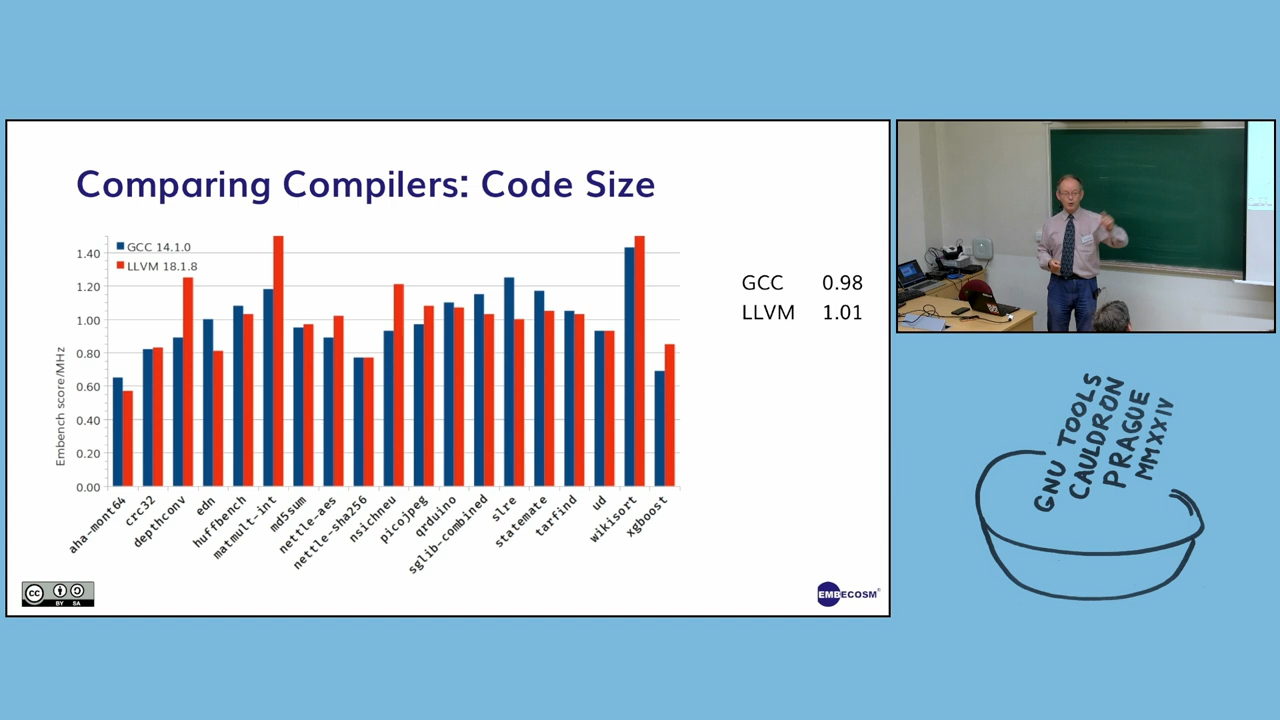 Comparing Compilers: Code Size
GCC 14.1.0
LLVM 18.1.8
Embench score/MHz
1.40
1.20
1.00
0.80
0.60
0.40
0.20
0.00
aha-mont64
crc32
depthconv
edn
huffbench
matmult-int
md5sum
nettle-aes
nettle-sha256
nsichneu
picojpeg
qrduino
sglib-combined
slre
statemate
tarfind
ud
wikisort
xgboost
GCC 0.98
LLVM 1.01
cc
BY SA
EMBECOSM®
GNU TOOLS
CAULDRON
PRAGUE
MMXXIV